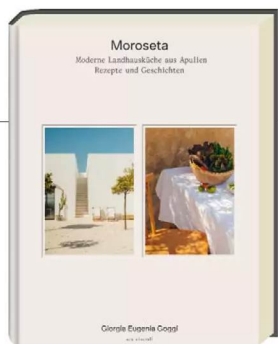 Moroseta
Moderne Landhausküche aus Apulien
Rezepte und Geschichten
Giorgia Eugenia Goggi